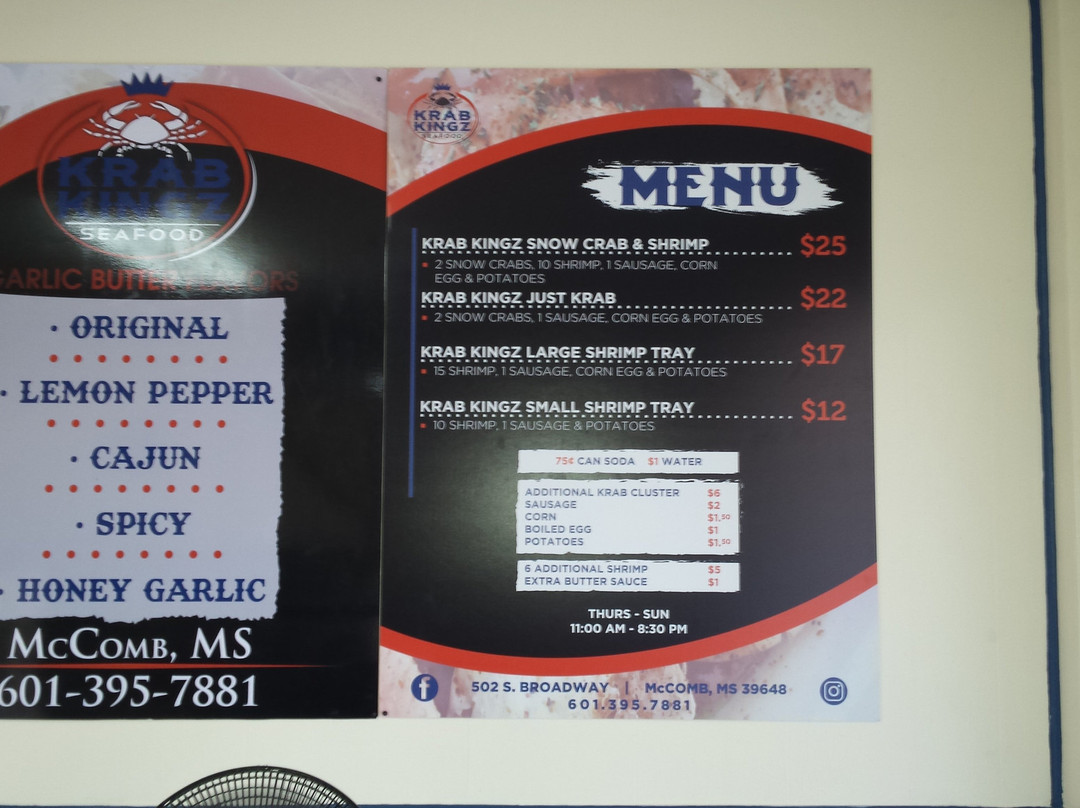 KRAB
KINGZ
SEAFOOD
GARLIC BUTTER FLAVORS
· ORIGINAL
· LEMON PEPPER
· CAJUN
· SPICY
· HONEY GARLIC
McComb, MS
601-395-7881
KRAB
KINGZ
SEAFOOD
MENU
KRAB KINGZ SNOW CRAB & SHRIMP $25
2 SNOW CRABS, 10 SHRIMP, 1 SAUSAGE, CORN
EGG & POTATOES
KRAB KINGZ JUST KRAB $22
2 SNOW CRABS, 1 SAUSAGE, CORN EGG & POTATOES
KRAB KINGZ LARGE SHRIMP TRAY $17
15 SHRIMP, 1 SAUSAGE, CORN EGG & POTATOES
KRAB KINGZ SMALL SHRIMP TRAY $12
10 SHRIMP, 1 SAUSAGE & POTATOES
75¢ CAN SODA $1 WATER
ADDITIONAL KRAB CLUSTER $6
SAUSAGE $2
CORN $1.50
BOILED EGG $1
POTATOES $1.50
6 ADDITIONAL SHRIMP $5
EXTRA BUTTER SAUCE $1
THURS - SUN
11:00 AM - 8:30 PM
502 S. BROADWAY | McCOMB, MS 39648
601.395.7881